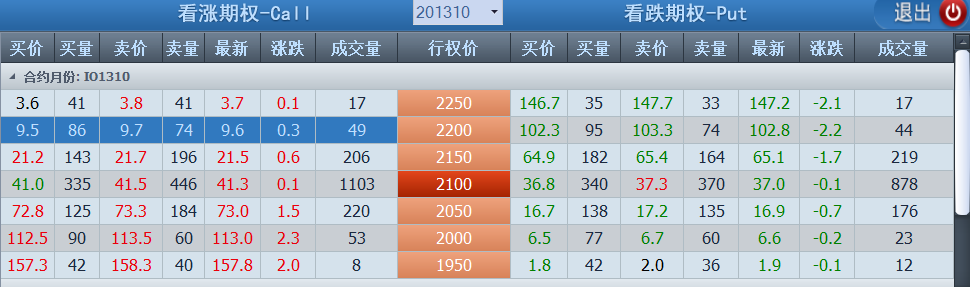 看涨期权-Call 201310 看跌期权-Put 退出
买价 买量 卖价 卖量 最新 涨跌 成交量 行权价 买价 买量 卖价 卖量 最新 涨跌 成交量
合约月份: IO1310
3.6 41 3.8 41 3.7 0.1 17 2250 146.7 35 147.7 33 147.2 -2.1 17
9.5 86 9.7 74 9.6 0.3 49 2200 102.3 95 103.3 74 102.8 -2.2 44
21.2 143 21.7 196 21.5 0.6 206 2150 64.9 182 65.4 164 65.1 -1.7 219
41.0 335 41.5 446 41.3 0.1 1103 2100 36.8 340 37.3 370 37.0 -0.1 878
72.8 125 73.3 184 73.0 1.5 220 2050 16.7 138 17.2 135 16.9 -0.7 176
112.5 90 113.5 60 113.0 2.3 53 2000 6.5 77 6.7 60 6.6 -0.2 23
157.3 42 158.3 40 157.8 2.0 8 1950 1.8 42 2.0 36 1.9 -0.1 12